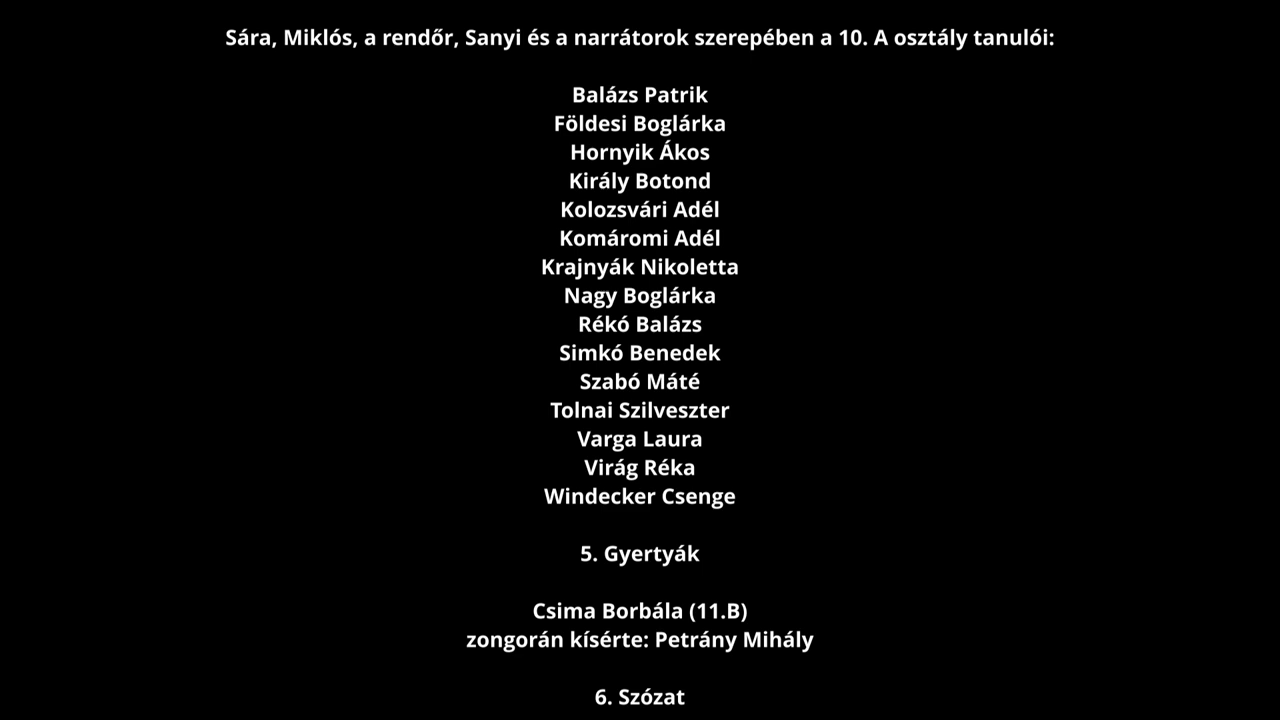 Sára, Miklós, a rendőr, Sanyi és a narrátorok szerepében a 10. A osztály tanulói:
Balázs Patrik
Földesi Boglárka
Hornyik Ákos
Király Botond
Kolozsvári Adél
Komáromi Adél
Krajnyák Nikoletta
Nagy Boglárka
Rékó Balázs
Simkó Benedek
Szabó Máté
Tolnai Szilveszter
Varga Laura
Virág Réka
Windecker Csenge
5. Gyertyák
Csima Borbála (11.B)
zongorán kísérte: Petrány Mihály
6. Szózat